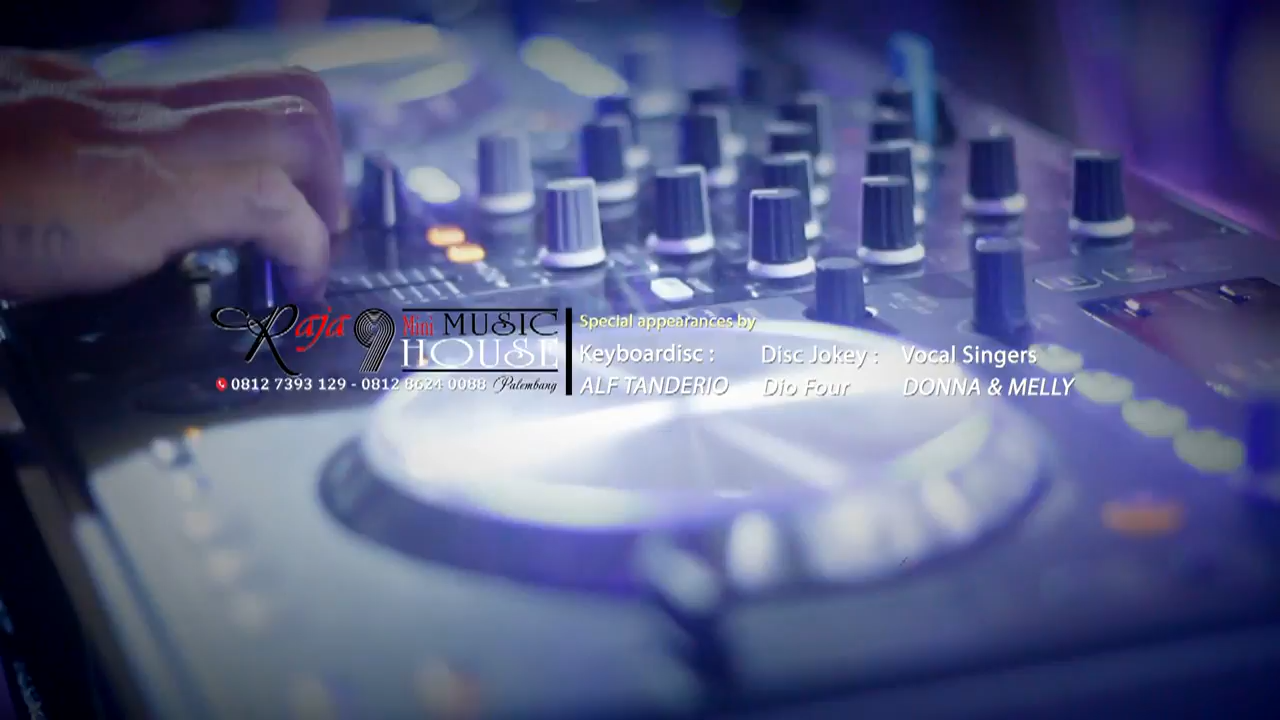 Raja 9 Mini MUSIC HOUSE
0812 7393 129 - 0812 8624 0088 (Palembang
Special appearances by
Keyboardisc : Disc Jokey : Vocal Singers
ALF TANDERIO Dio Four DONNA & MELLY